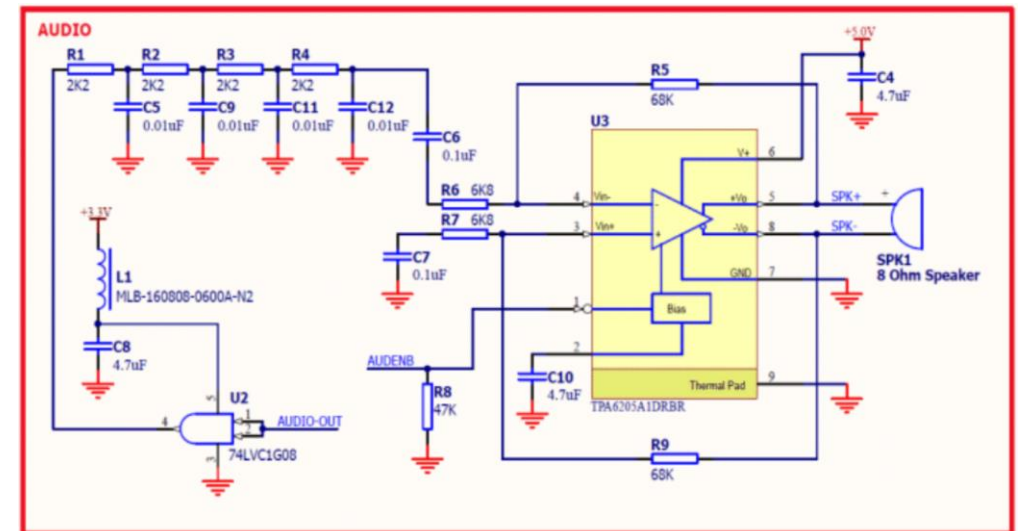 AUDIO
R1 R2 R3 R4
2K2 2K2 2K2 2K2
C5 C9 C11 C12
0.01uF 0.01uF 0.01uF 0.01uF
C6
0.1uF
R6 6K8
R7 6K8
C7
0.1uF
+3.3V
L1
MLB-160808-0600A-N2
C8
4.7uF
U2
5
4
1
2
3
AUDIO-OUT
74LVC1G08
AUDENB
R8
47K
C10
4.7uF
R5
68K
+5.0V
C4
4.7uF
U3
V+ 6
4 Vin-
3 Vin+
- +
+Vo 5 SPK+
-Vo 8 SPK-
+
SPK1
8 Ohm Speaker
GND 7
1
Bias
2
Thermal Pad 9
TPA6205A1DRBR
R9
68K